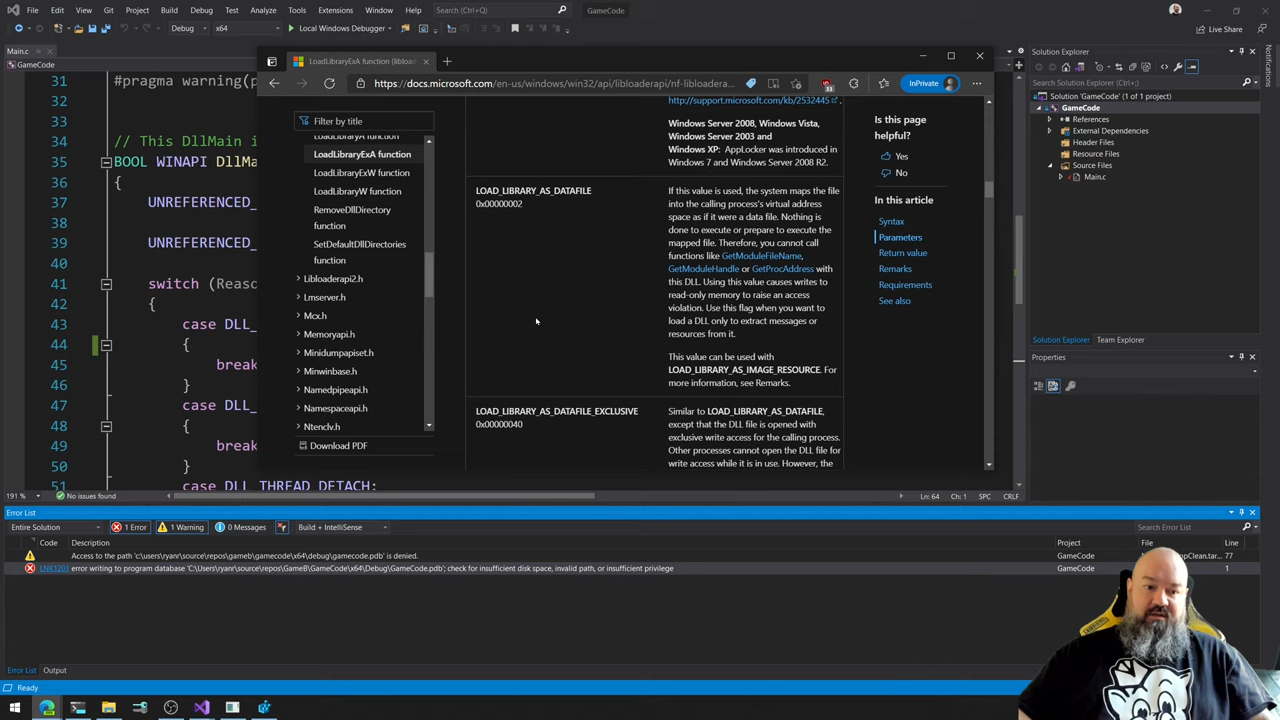 File Edit View Git Project Build Debug Test Analyze Tools Extensions Window Help Search (Ctrl+Q) GameCode
Debug x64 Local Windows Debugger Live Share
Main.c
GameCode
31 #pragma warning(p
32
33
34 // This DllMain i
35 BOOL WINAPI DllMa
36 {
37 UNREFERENCED_
38
39 UNREFERENCED_
40
41 switch (Reaso
42 {
43 case DLL_
44 {
45 break
46 }
47 case DLL_
48 {
49 break
50 }
51 case DLL_THREAD_DETACH:
191 % No issues found Ln: 64 Ch: 1 SPC CRLF
LoadLibraryExA function (libload
https://docs.microsoft.com/en-us/windows/win32/api/libloaderapi/nf-libloadera... 33 InPrivate
Filter by title
LoadLibraryA function
LoadLibraryExA function
LoadLibraryExW function
LoadLibraryW function
RemoveDllDirectory
function
SetDefaultDllDirectories
function
Libloaderapi2.h
Lmserver.h
Mcx.h
Memoryapi.h
Minidumpapiset.h
Minwinbase.h
Namedpipeapi.h
Namespaceapi.h
Ntenclv.h
Download PDF
http://support.microsoft.com/kb/2532445 .
Windows Server 2008, Windows Vista,
Windows Server 2003 and
Windows XP: AppLocker was introduced in
Windows 7 and Windows Server 2008 R2.
LOAD_LIBRARY_AS_DATAFILE
0x00000002
If this value is used, the system maps the file
into the calling process's virtual address
space as if it were a data file. Nothing is
done to execute or prepare to execute the
mapped file. Therefore, you cannot call
functions like GetModuleFileName,
GetModuleHandle or GetProcAddress with
this DLL. Using this value causes writes to
read-only memory to raise an access
violation. Use this flag when you want to
load a DLL only to extract messages or
resources from it.
This value can be used with
LOAD_LIBRARY_AS_IMAGE_RESOURCE. For
more information, see Remarks.
LOAD_LIBRARY_AS_DATAFILE_EXCLUSIVE
0x00000040
Similar to LOAD_LIBRARY_AS_DATAFILE,
except that the DLL file is opened with
exclusive write access for the calling process.
Other processes cannot open the DLL file for
write access while it is in use. However, the
Is this page
helpful?
Yes
No
In this article
Syntax
Parameters
Return value
Remarks
Requirements
See also
Solution Explorer
Search Solution Explorer (Ctrl+;)
Solution 'GameCode' (1 of 1 project)
GameCode
References
External Dependencies
Header Files
Resource Files
Source Files
Main.c
Solution Explorer Team Explorer
Properties
Error List
Entire Solution 1 Error 1 Warning 0 Messages Build + IntelliSense Search Error List
Code Description Project File Line
Access to the path 'c:\users\ryanr\source\repos\gameb\gamecode\x64\debug\gamecode.pdb' is denied. GameCode 77
LNK1201 error writing to program database 'C:\Users\ryanr\source\repos\GameB\GameCode\x64\Debug\GameCode.pdb'; check for insufficient disk space, invalid path, or insufficient privilege GameCode 1
Error List Output
Ready